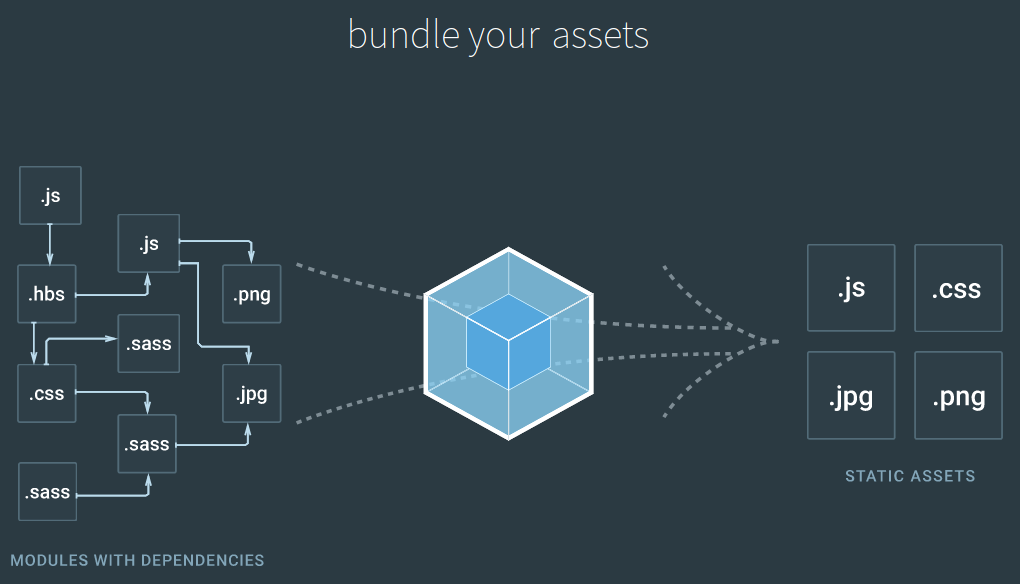 bundle your assets
.js
.js
.hbs
.png
.sass
.css
.jpg
.sass
.sass
MODULES WITH DEPENDENCIES
.js
.css
.jpg
.png
STATIC ASSETS